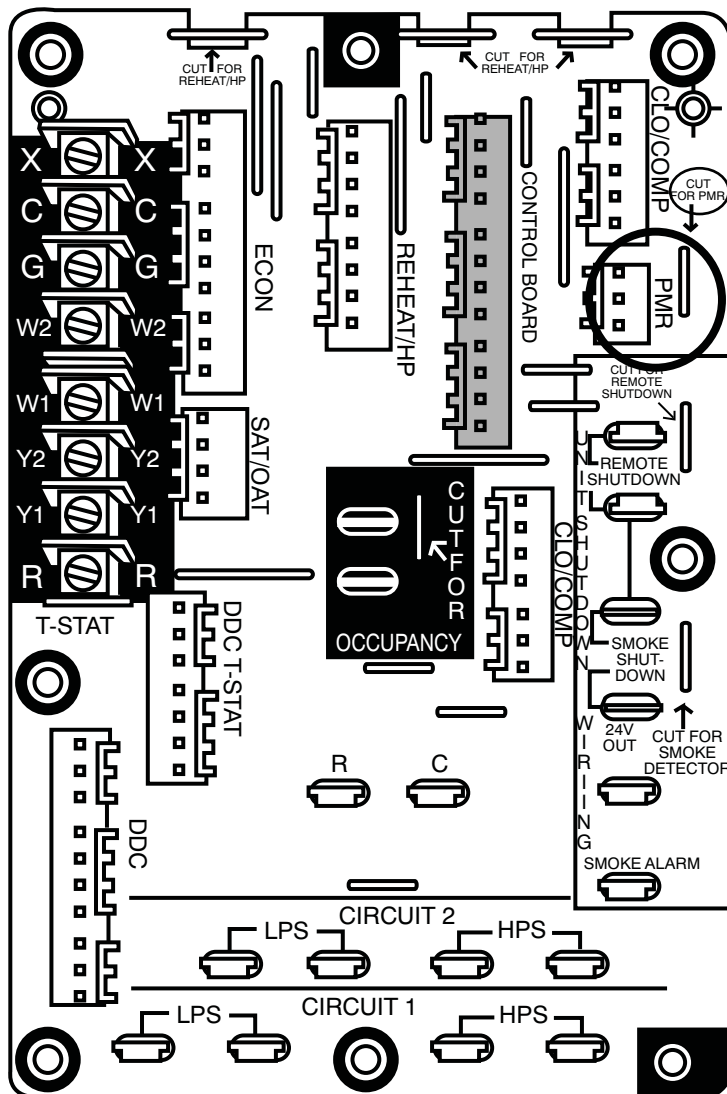 CUT FOR
REHEAT/HP
CUT FOR
REHEAT/HP
CLO/COMP
CUT
FOR PMR
X
C
G
W2
W1
Y2
Y1
R
X
C
G
W2
W1
Y2
Y1
R
T-STAT
ECON
REHEAT/HP
CONTROL BOARD
PMR
SAT/OAT
CUT FOR
REMOTE
SHUTDOWN
REMOTE
SHUTDOWN
UNIT SHUTDOWN WIRIING
CUT FOR
OCCUPANCY
CLO/COMP
SMOKE
SHUT-
DOWN
24V
OUT
CUT FOR
SMOKE
DETECTOR
SMOKE ALARM
DDC T-STAT
DDC
R
C
CIRCUIT 2
LPS
HPS
CIRCUIT 1
LPS
HPS